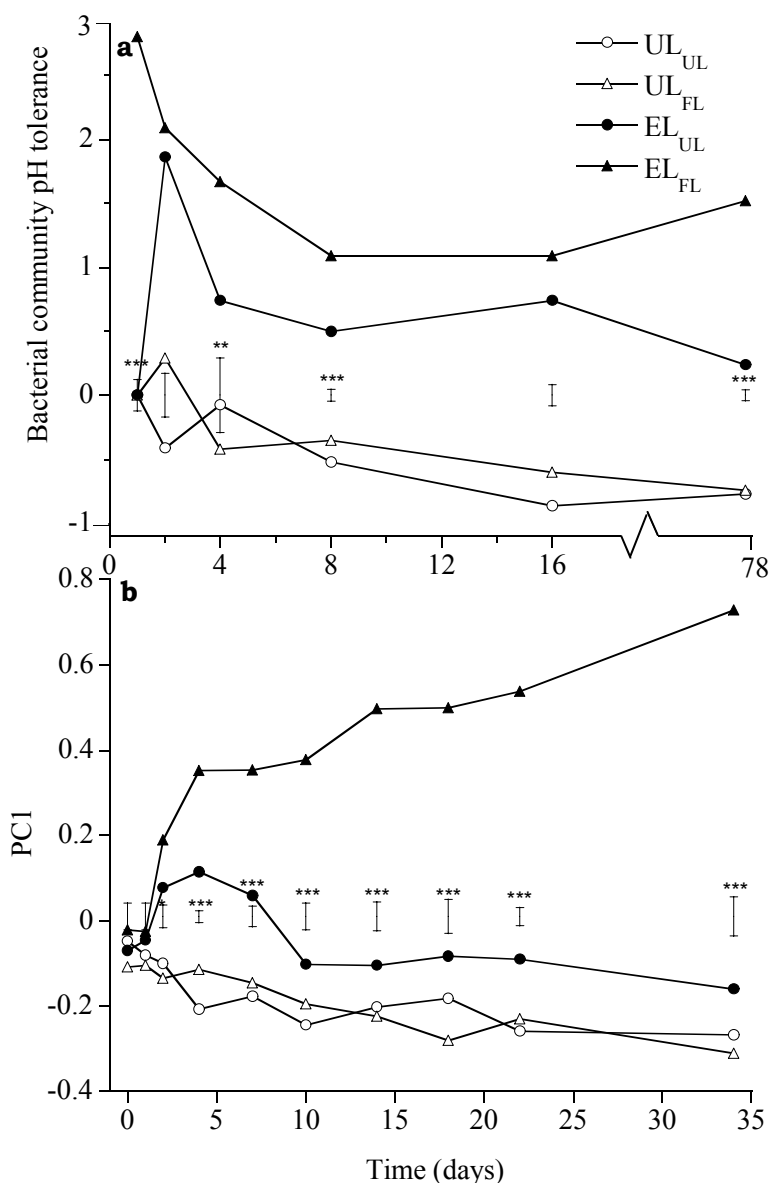 a
Bacterial community pH tolerance
3
2
1
0
-1
UL_UL
UL_FL
EL_UL
EL_FL
***
**
***
***
0 4 8 12 16 78
b
PC1
0.8
0.6
0.4
0.2
0
-0.2
-0.4
*
***
***
***
***
***
***
***
0 5 10 15 20 25 30 35
Time (days)